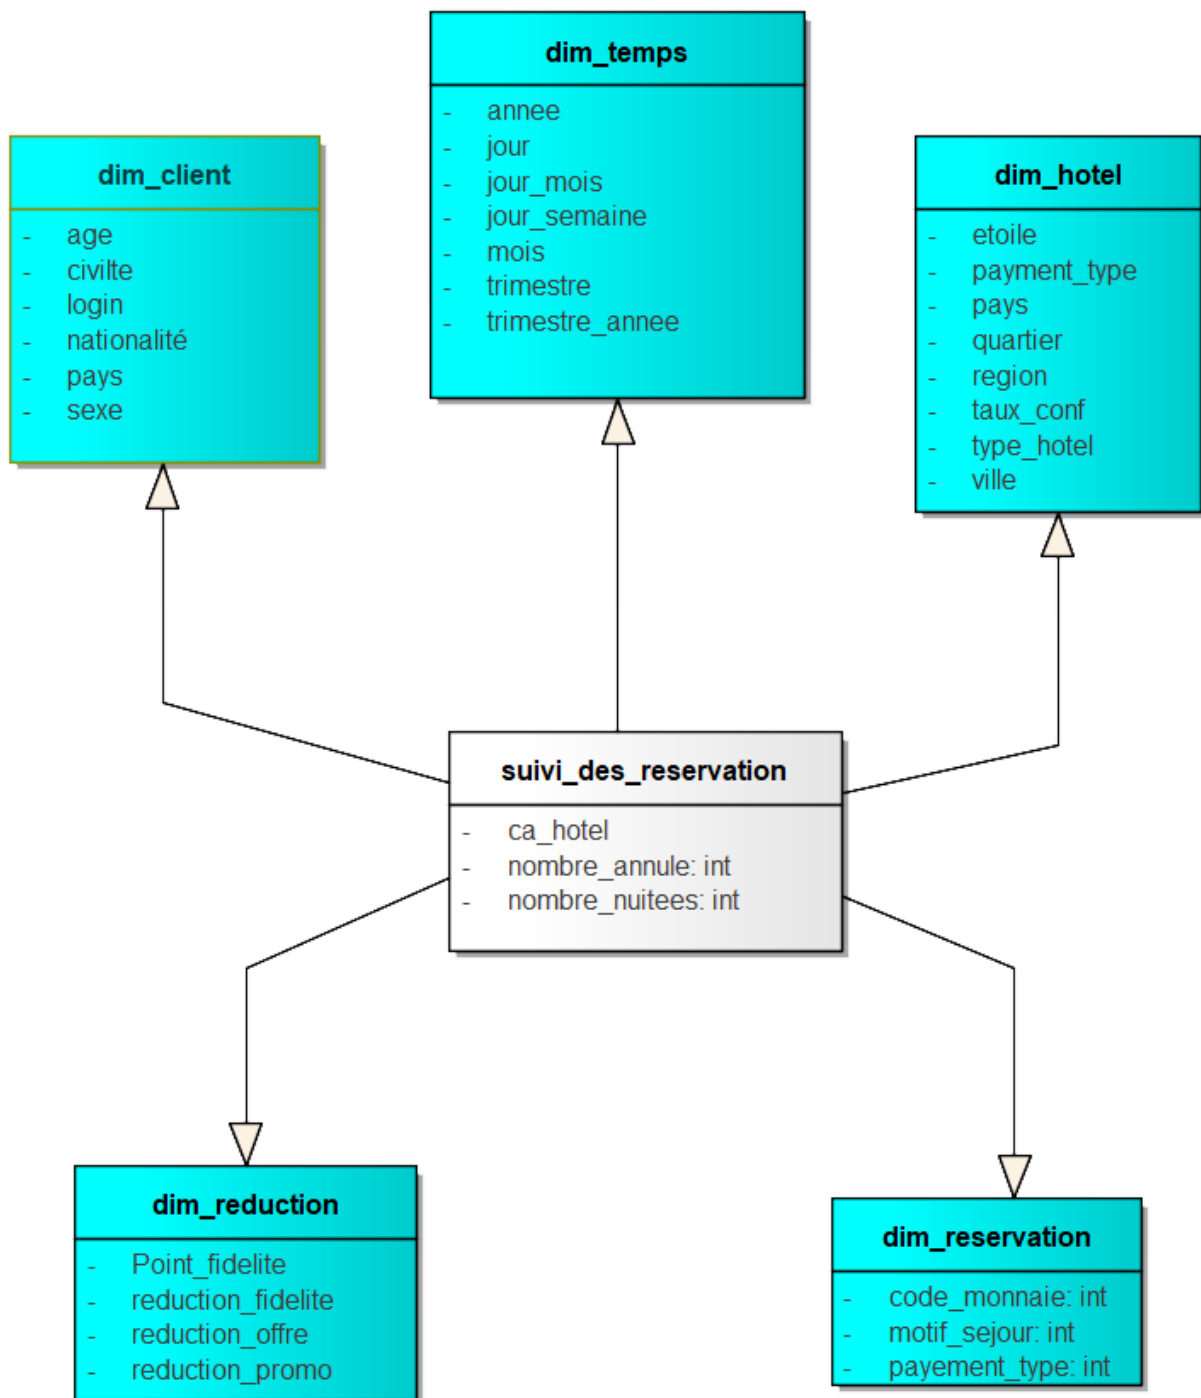 dim_temps
- annee
- jour
- jour_mois
- jour_semaine
- mois
- trimestre
- trimestre_annee
dim_client
- age
- civilte
- login
- nationalité
- pays
- sexe
dim_hotel
- etoile
- payment_type
- pays
- quartier
- region
- taux_conf
- type_hotel
- ville
suivi_des_reservation
- ca_hotel
- nombre_annule: int
- nombre_nuitees: int
dim_reduction
- Point_fidelite
- reduction_fidelite
- reduction_offre
- reduction_promo
dim_reservation
- code_monnaie: int
- motif_sejour: int
- payement_type: int